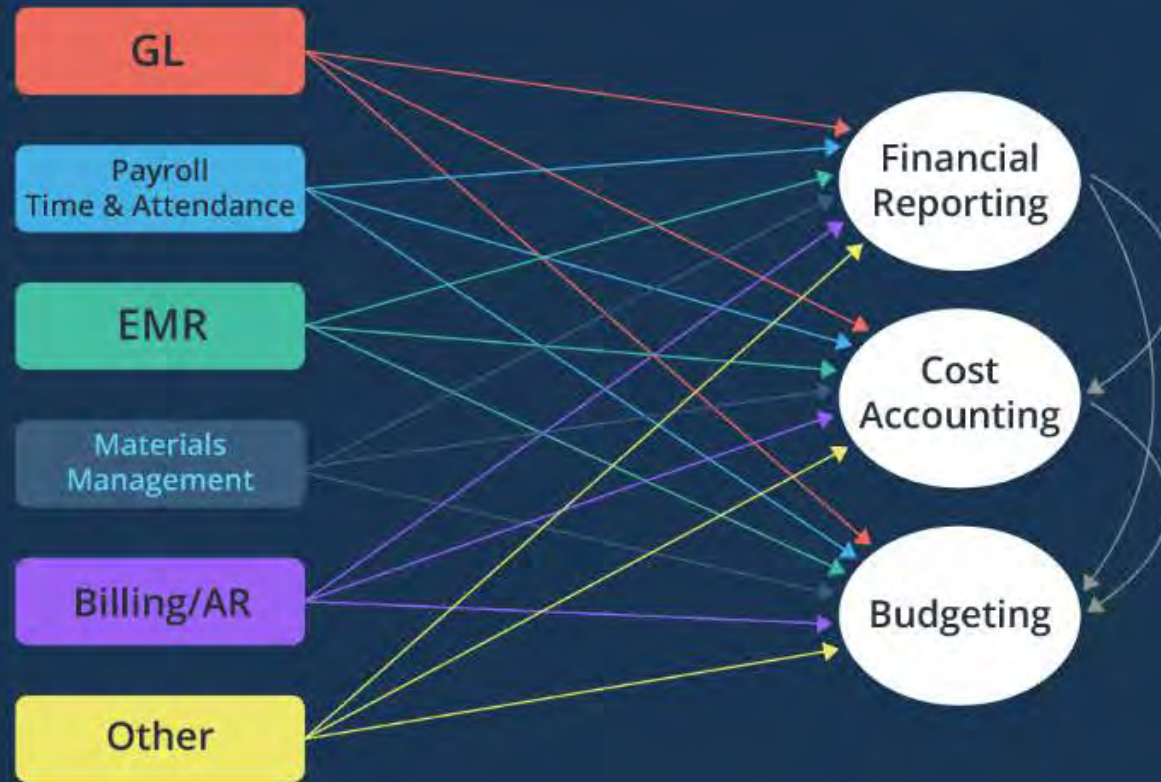 GL
Payroll
Time & Attendance
EMR
Materials
Management
Billing/AR
Other
Financial
Reporting
Cost
Accounting
Budgeting